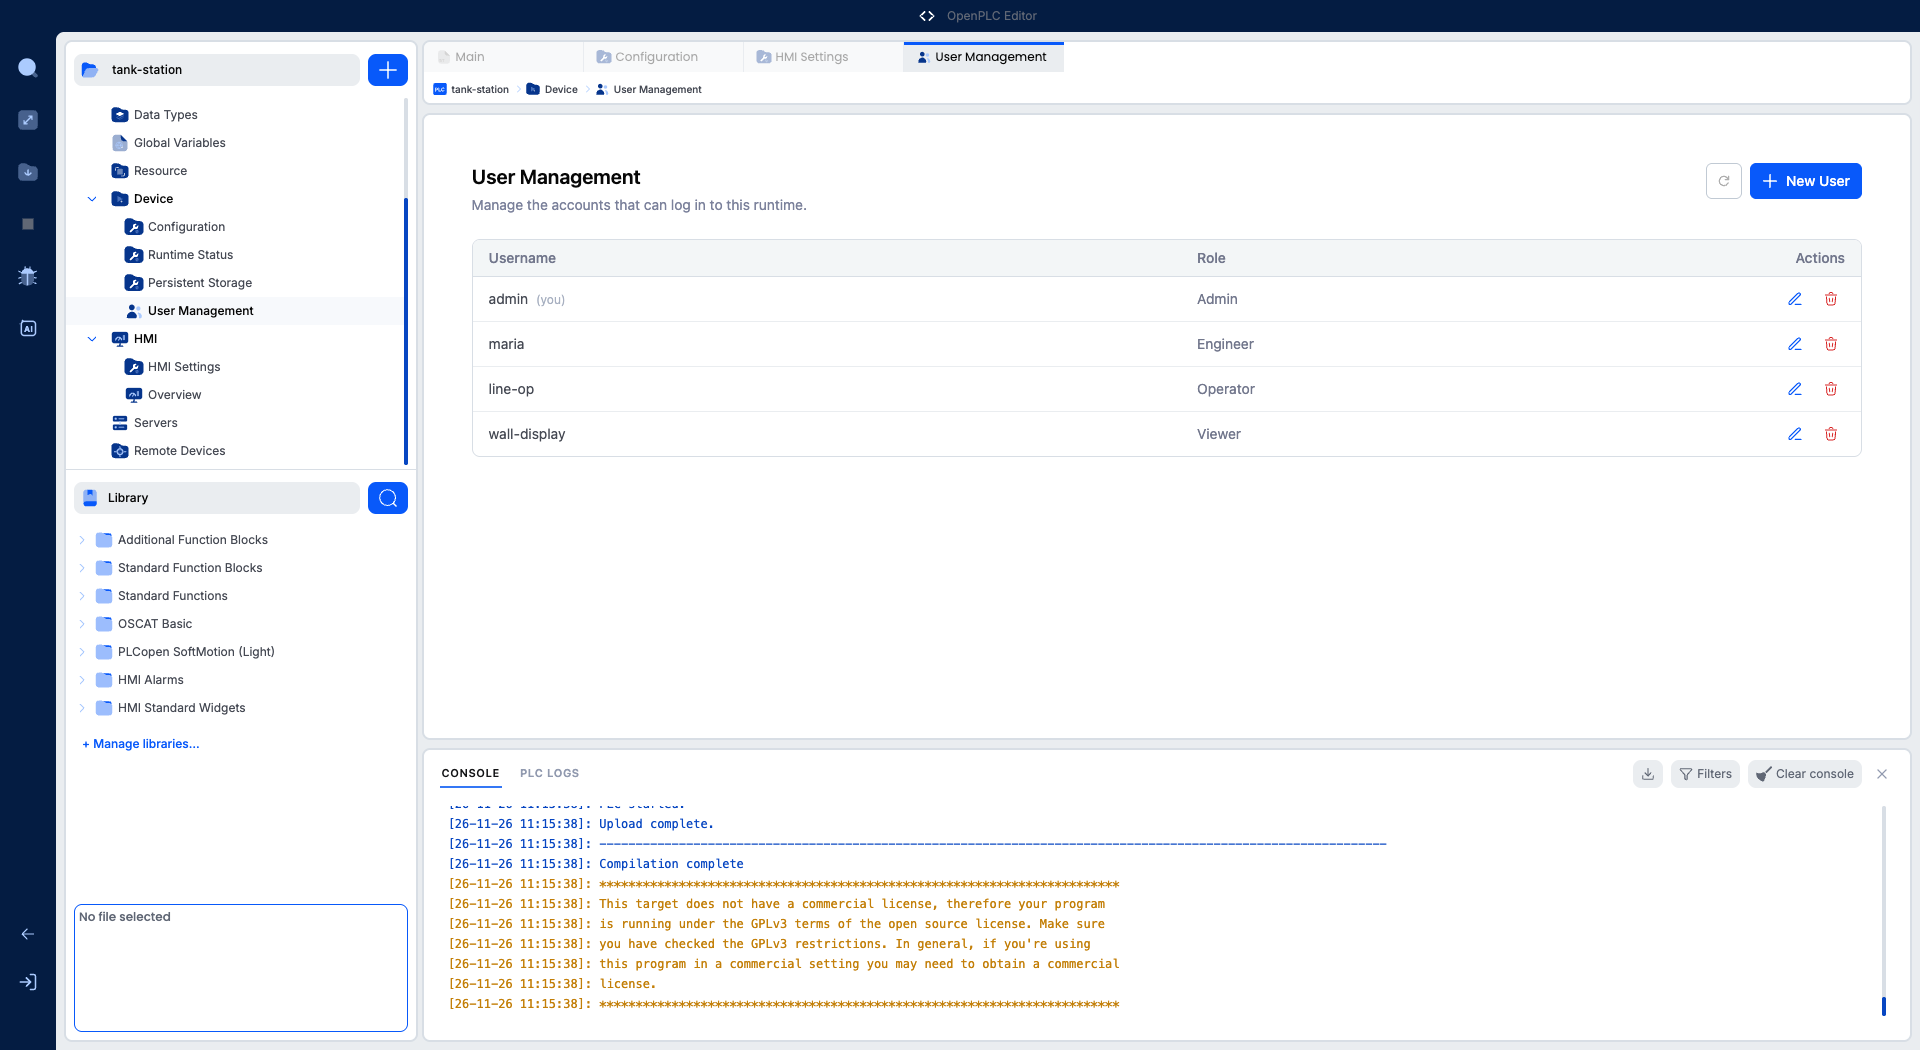 OpenPLC Editor
tank-station
Data Types
Global Variables
Resource
Device
Configuration
Runtime Status
Persistent Storage
User Management
HMI
HMI Settings
Overview
Servers
Remote Devices
Library
Additional Function Blocks
Standard Function Blocks
Standard Functions
OSCAT Basic
PLCopen SoftMotion (Light)
HMI Alarms
HMI Standard Widgets
+ Manage libraries...
No file selected
AI
Main
Configuration
HMI Settings
User Management
PLC tank-station Device User Management
User Management
Manage the accounts that can log in to this runtime.
New User
Username Role Actions
admin (you) Admin
maria Engineer
line-op Operator
wall-display Viewer
CONSOLE PLC LOGS
Filters
Clear console
[26-11-26 11:15:38]: PLC started.
[26-11-26 11:15:38]: Upload complete.
[26-11-26 11:15:38]: -------------------------------------------------------------------------------------------------------------
[26-11-26 11:15:38]: Compilation complete
[26-11-26 11:15:38]: ************************************************************************
[26-11-26 11:15:38]: This target does not have a commercial license, therefore your program
[26-11-26 11:15:38]: is running under the GPLv3 terms of the open source license. Make sure
[26-11-26 11:15:38]: you have checked the GPLv3 restrictions. In general, if you're using
[26-11-26 11:15:38]: this program in a commercial setting you may need to obtain a commercial
[26-11-26 11:15:38]: license.
[26-11-26 11:15:38]: ************************************************************************